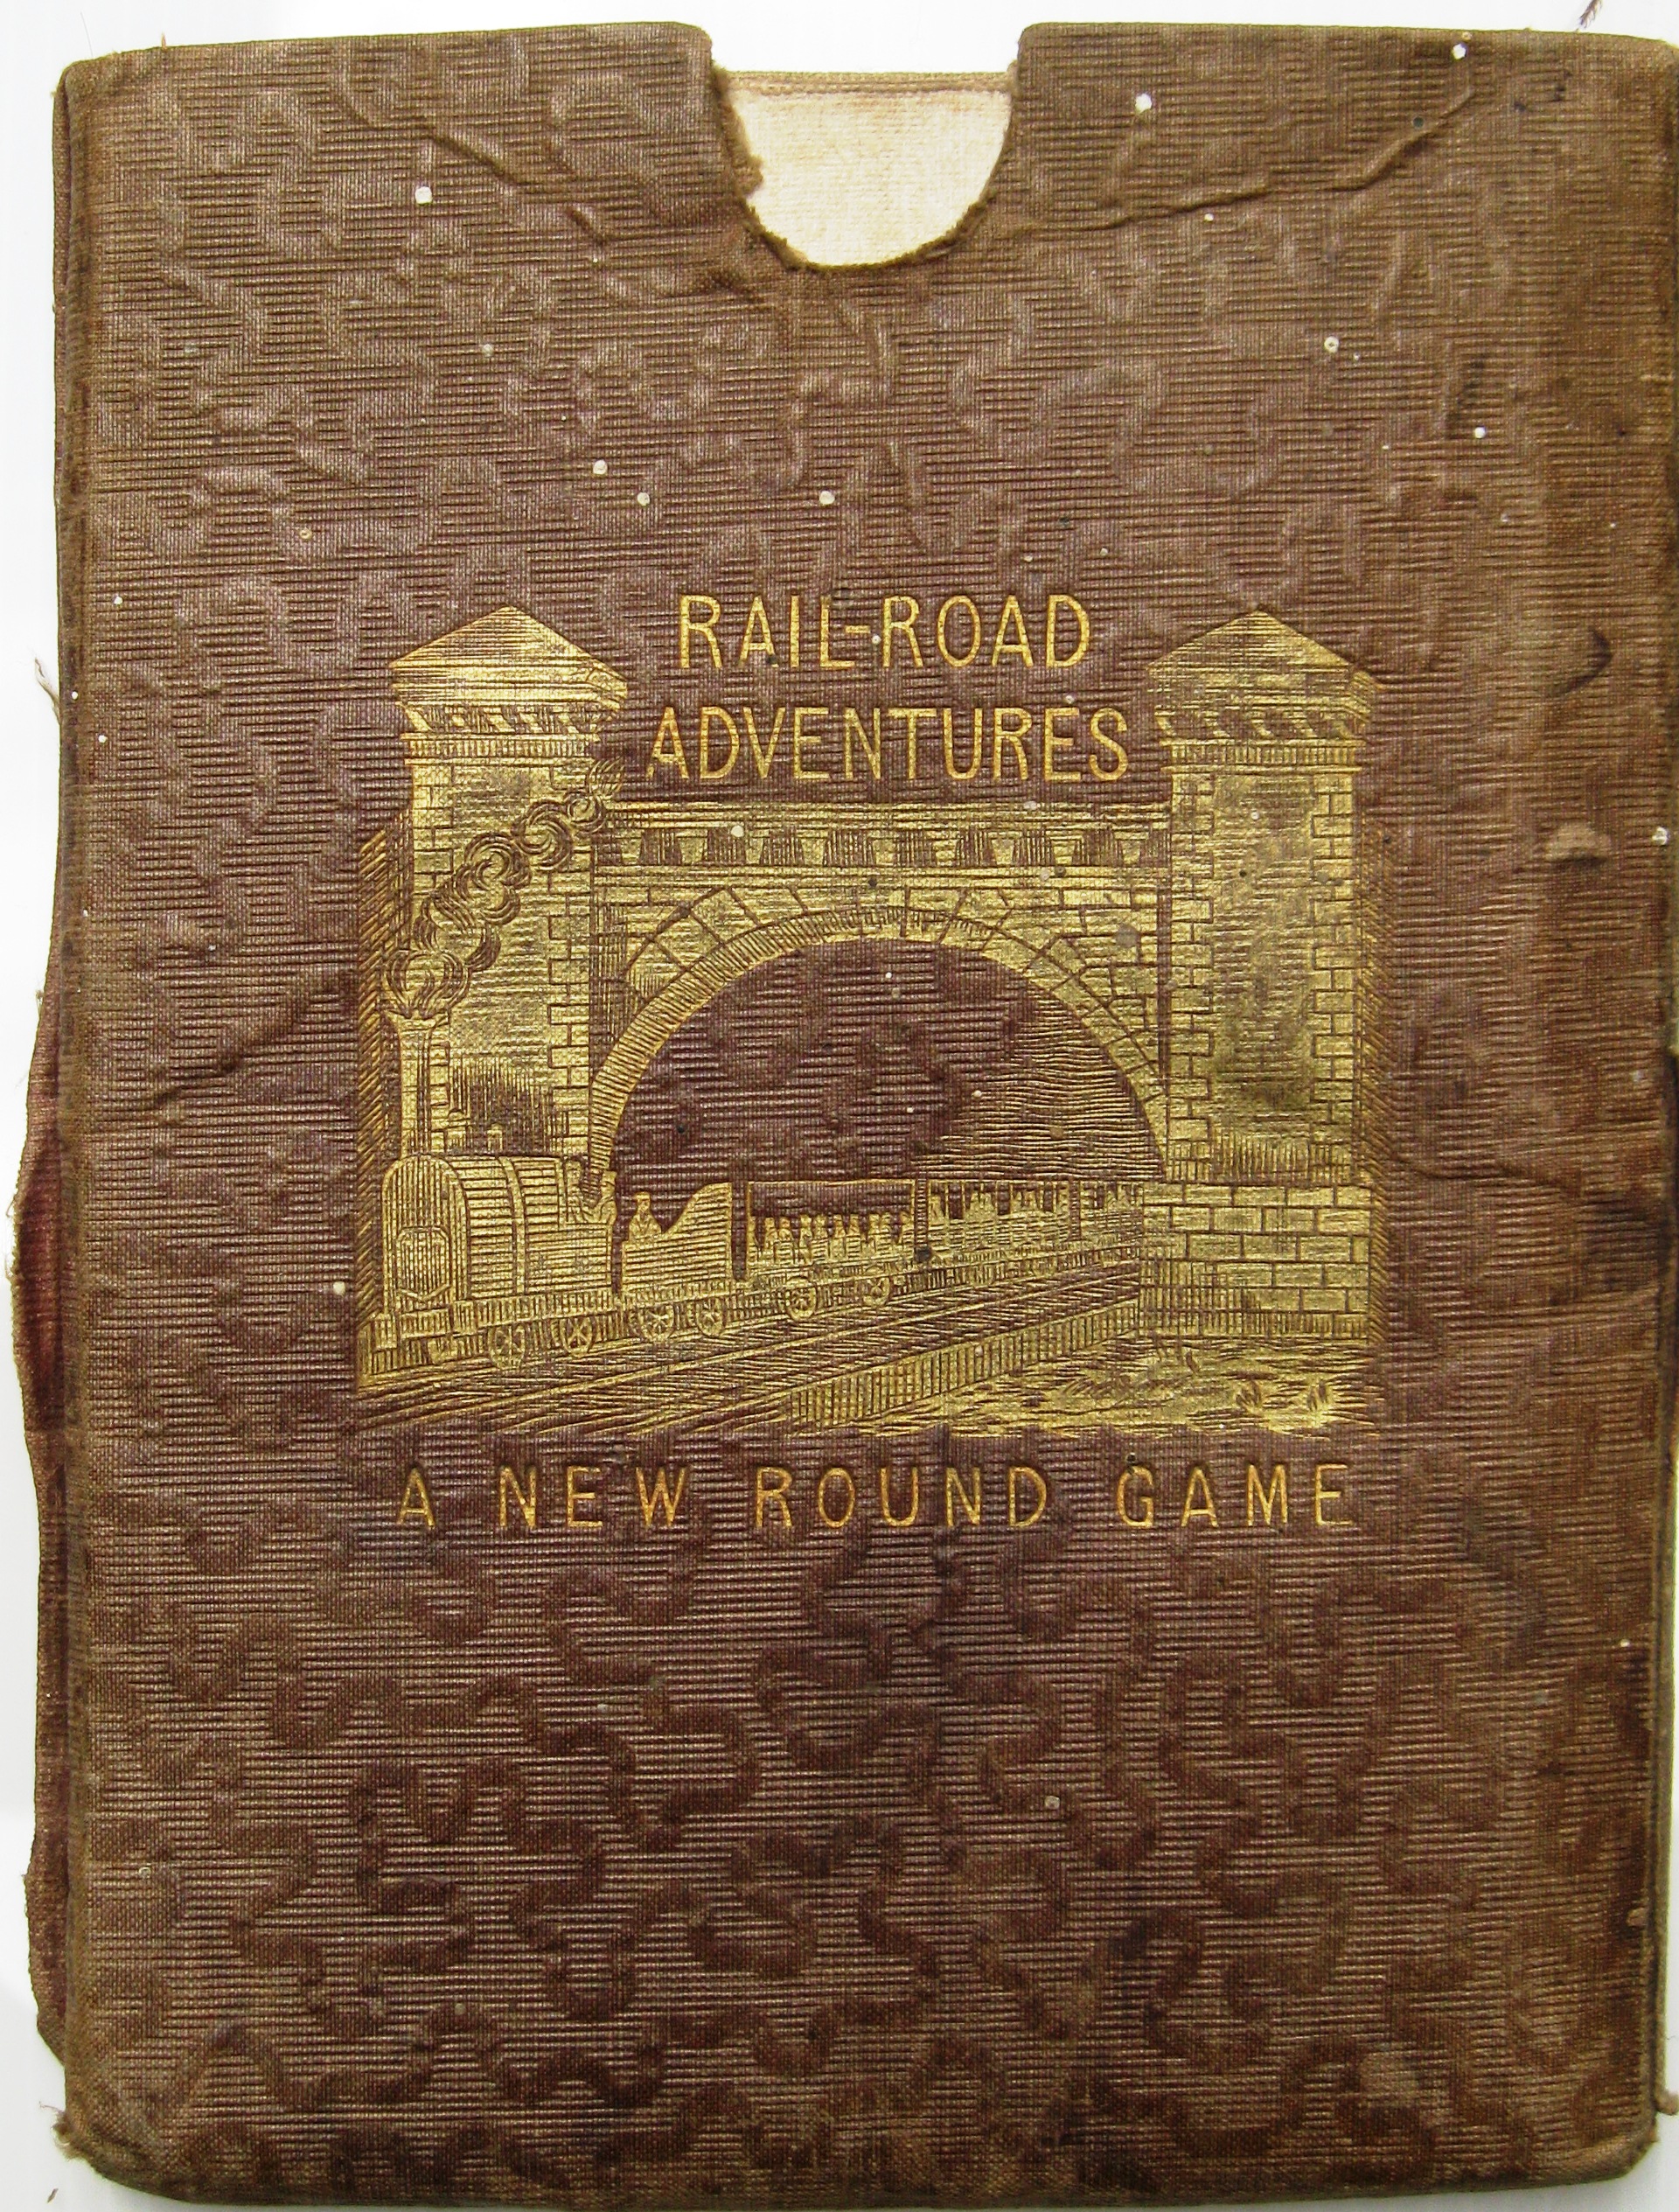 RAIL-ROAD
ADVENTURES
A NEW ROUND GAME